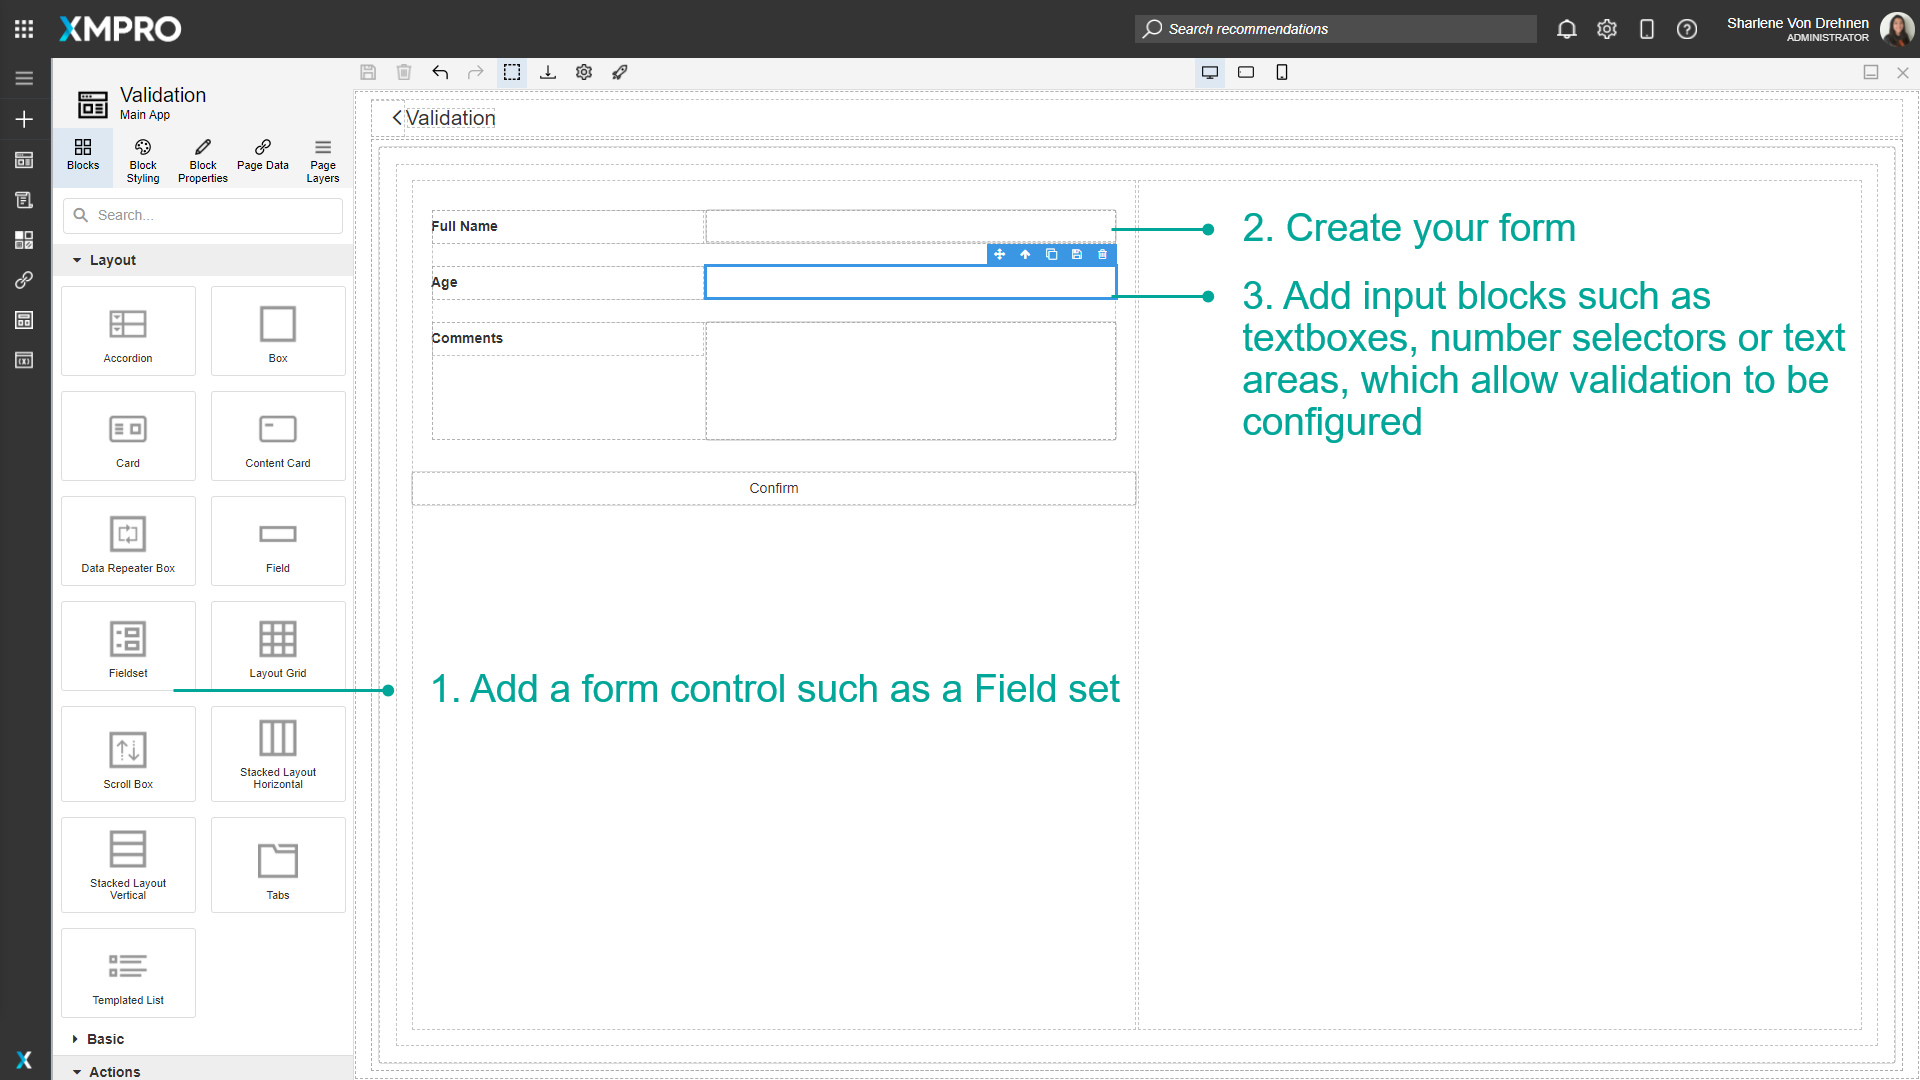 XMPRO
Search recommendations
Sharlene Von Drehnen
ADMINISTRATOR
Validation
Main App
Blocks
Block
Styling
Block
Properties
Page Data
Page
Layers
Search...
Layout
Accordion
Box
Card
Content Card
Data Repeater Box
Field
Fieldset
Layout Grid
Scroll Box
Stacked Layout
Horizontal
Stacked Layout
Vertical
Tabs
Templated List
Basic
Actions
Validation
Full Name
Age
Comments
Confirm
2. Create your form
3. Add input blocks such as
textboxes, number selectors or text
areas, which allow validation to be
configured
1. Add a form control such as a Field set